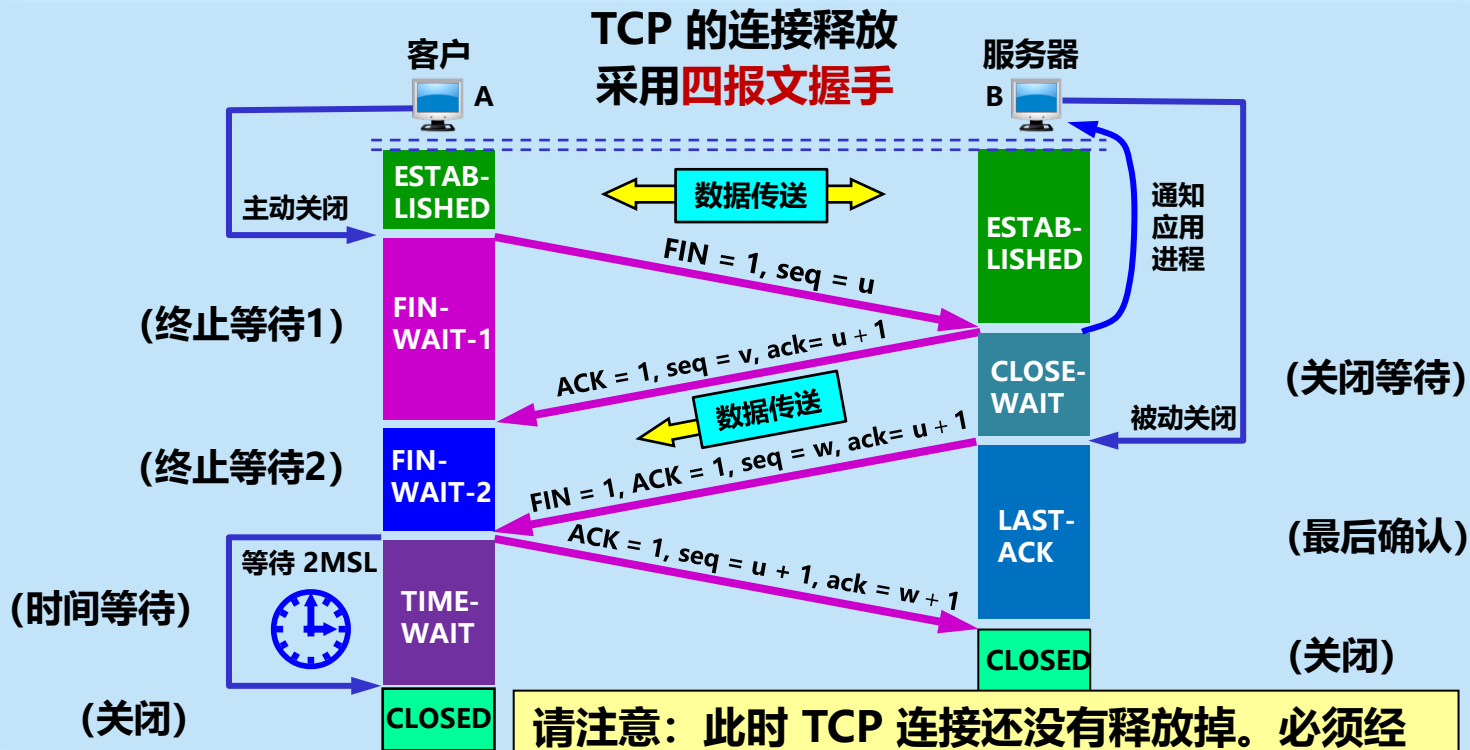 TCP 的连接释放
采用四报文握手
客户
服务器
A
B
ESTAB-
LISHED
数据传送
主动关闭
ESTAB-
LISHED
通知
应用
进程
FIN = 1, seq = u
(终止等待1)
FIN-
WAIT-1
ACK = 1, seq = v, ack= u + 1
CLOSE-
WAIT
(关闭等待)
数据传送
被动关闭
(终止等待2)
FIN-
WAIT-2
FIN = 1, ACK = 1, seq = w, ack= u + 1
LAST-
ACK
(最后确认)
ACK = 1, seq = u + 1, ack = w + 1
等待 2MSL
(时间等待)
TIME-
WAIT
CLOSED
(关闭)
(关闭)
CLOSED
请注意：此时 TCP 连接还没有释放掉。必须经